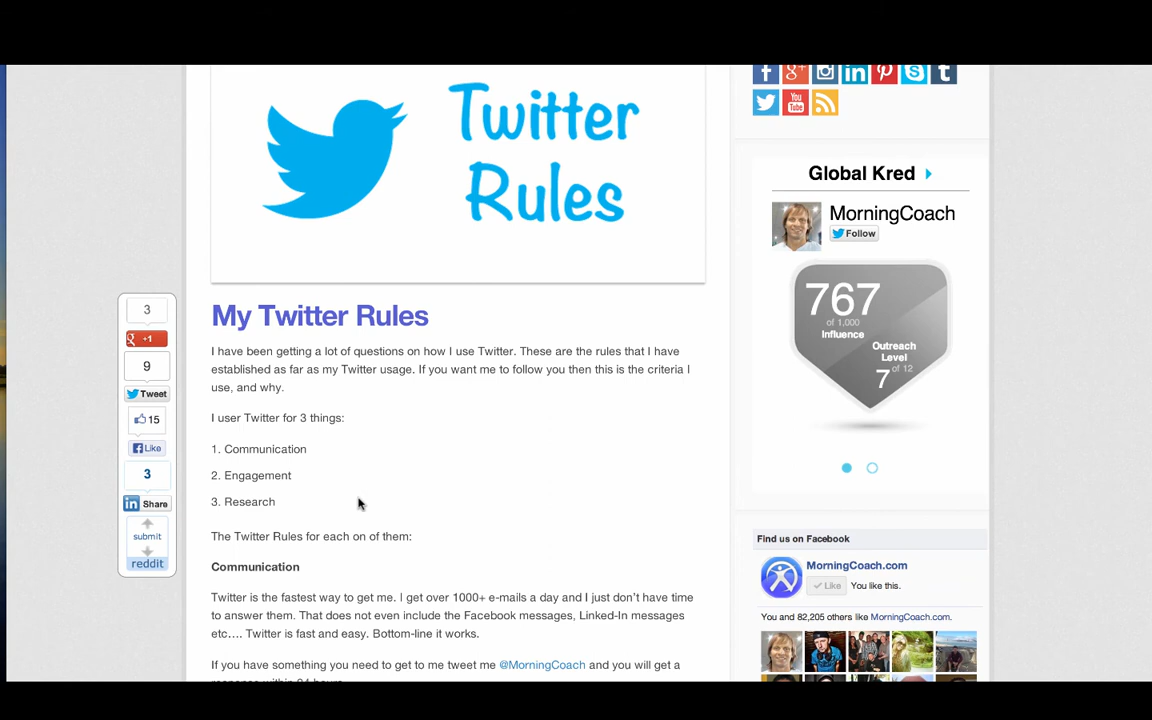 Twitter
Rules
My Twitter Rules
I have been getting a lot of questions on how I use Twitter. These are the rules that I have
established as far as my Twitter usage. If you want me to follow you then this is the criteria I
use, and why.
I user Twitter for 3 things:
1. Communication
2. Engagement
3. Research
The Twitter Rules for each on of them:
Communication
Twitter is the fastest way to get me. I get over 1000+ e-mails a day and I just don't have time
to answer them. That does not even include the Facebook messages, Linked-In messages
etc…. Twitter is fast and easy. Bottom-line it works.
If you have something you need to get to me tweet me @MorningCoach and you will get a
3
+1
9
Tweet
15
Like
3
in Share
submit
reddit
You Tube
Global Kred
MorningCoach
Follow
767
of 1,000
Influence
Outreach
Level
7 of 12
Find us on Facebook
MorningCoach.com
Like You like this.
You and 82,205 others like MorningCoach.com.